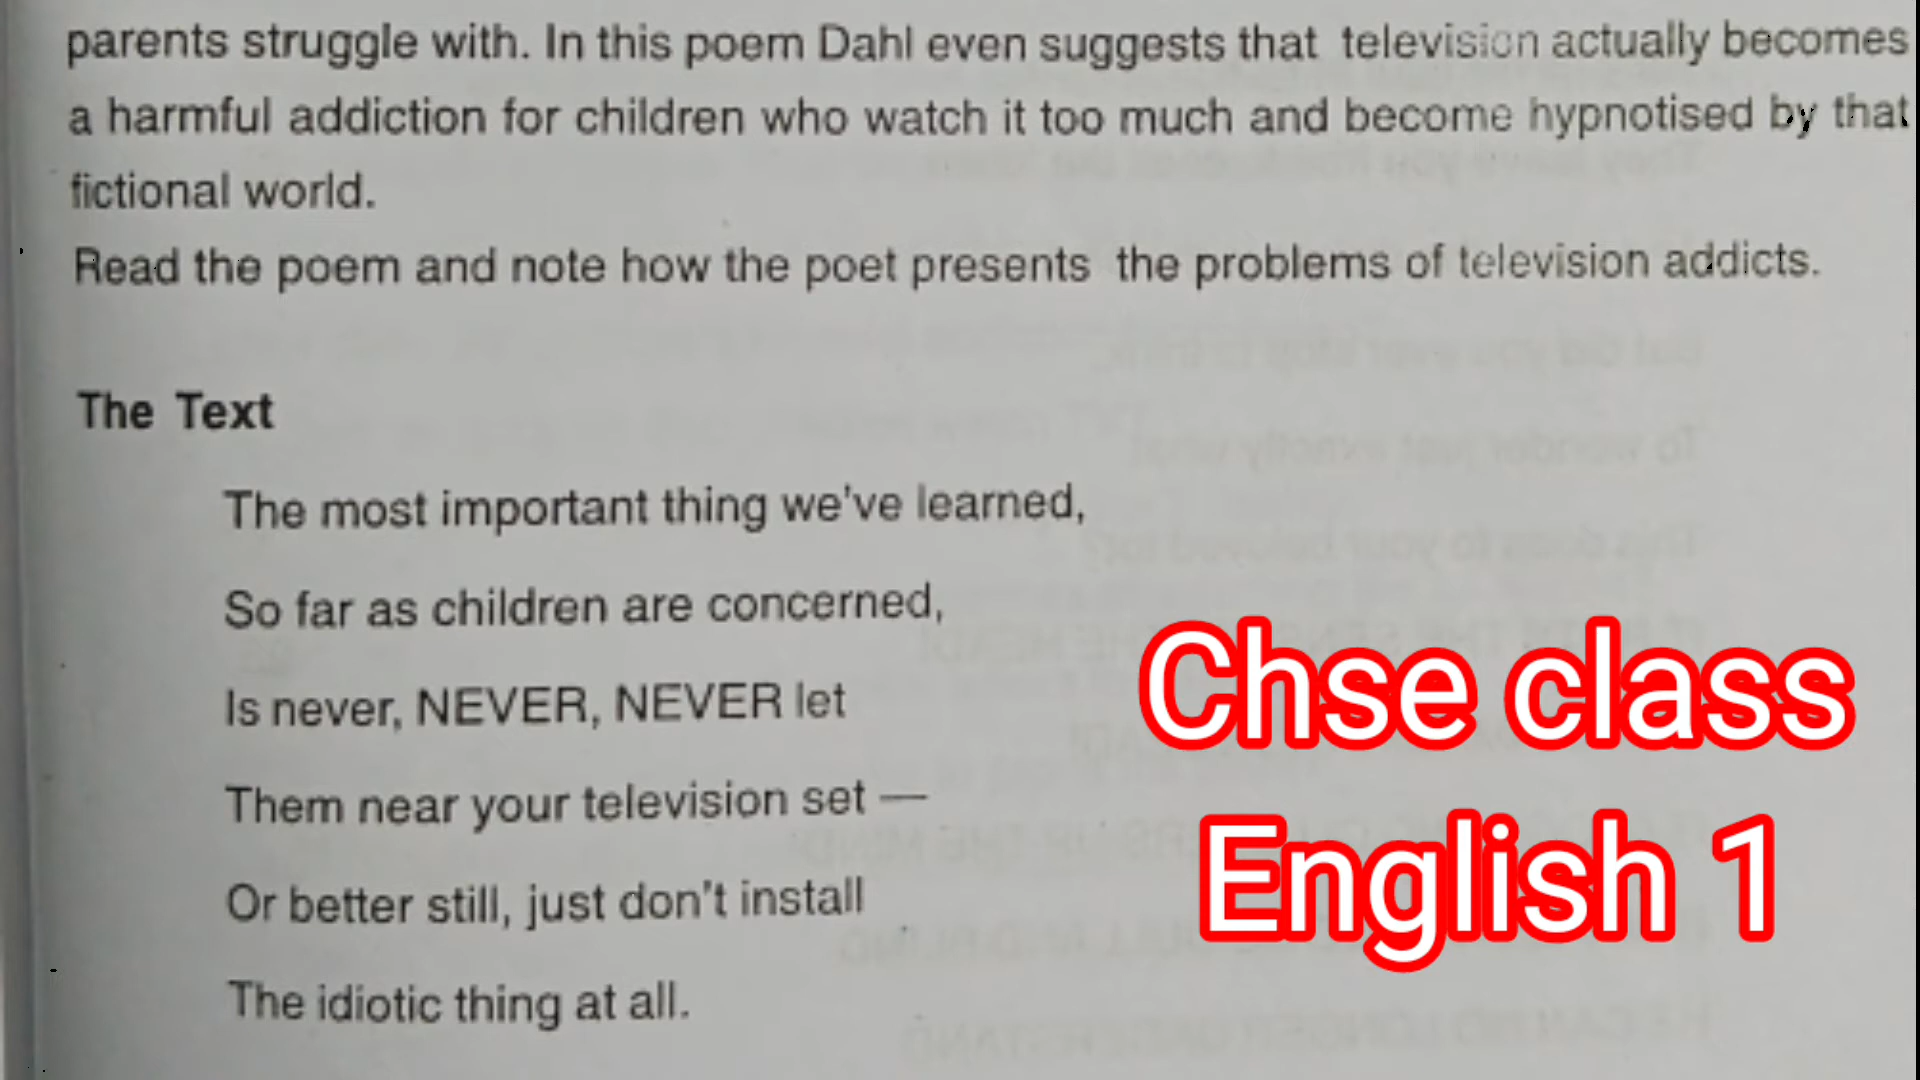 parents struggle with. In this poem Dahl even suggests that television actually becomes
a harmful addiction for children who watch it too much and become hypnotised by that
fictional world.
Read the poem and note how the poet presents the problems of television addicts.
The Text
The most important thing we've learned,
So far as children are concerned,
Is never, NEVER, NEVER let
Them near your television set —
Or better still, just don't install
The idiotic thing at all.
Chse class
English 1